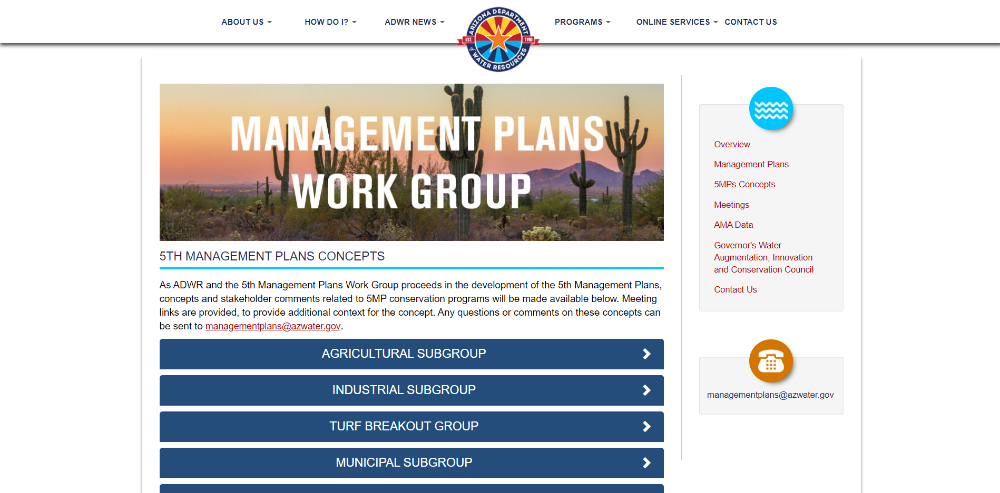 ABOUT US
HOW DO I?
ADWR NEWS
ARIZONA DEPARTMENT
EST. 1980
of WATER RESOURCES
PROGRAMS
ONLINE SERVICES
CONTACT US
MANAGEMENT PLANS
WORK GROUP
5TH MANAGEMENT PLANS CONCEPTS
As ADWR and the 5th Management Plans Work Group proceeds in the development of the 5th Management Plans,
concepts and stakeholder comments related to 5MP conservation programs will be made available below. Meeting
links are provided, to provide additional context for the concept. Any questions or comments on these concepts can
be sent to managementplans@azwater.gov.
AGRICULTURAL SUBGROUP
INDUSTRIAL SUBGROUP
TURF BREAKOUT GROUP
MUNICIPAL SUBGROUP
Overview
Management Plans
5MPs Concepts
Meetings
AMA Data
Governor's Water
Augmentation, Innovation
and Conservation Council
Contact Us
managementplans@azwater.gov